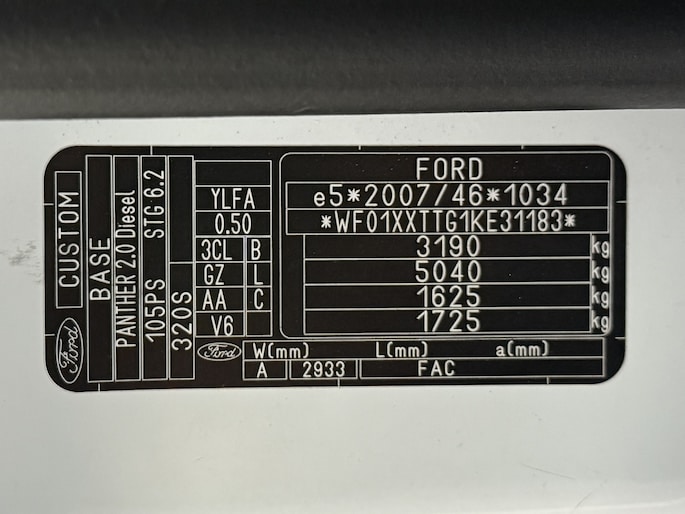 CUSTOM
Ford
BASE
PANTHER 2.0 Diesel
105PS STG 6.2
320S
YLFA
0.50
3CL B
GZ L
AA C
V6
FORD
e5*2007/46*1034
*WF01XXTTG1KE31183*
3190 kg
5040 kg
1625 kg
1725 kg
Ford W(mm) L(mm) a(mm)
A 2933 FAC